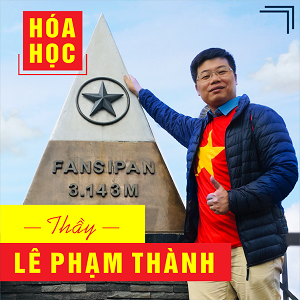 HÓA
HỌC
FANSIPAN
3.143M
— Thầy —
LÊ PHẠM THÀNH